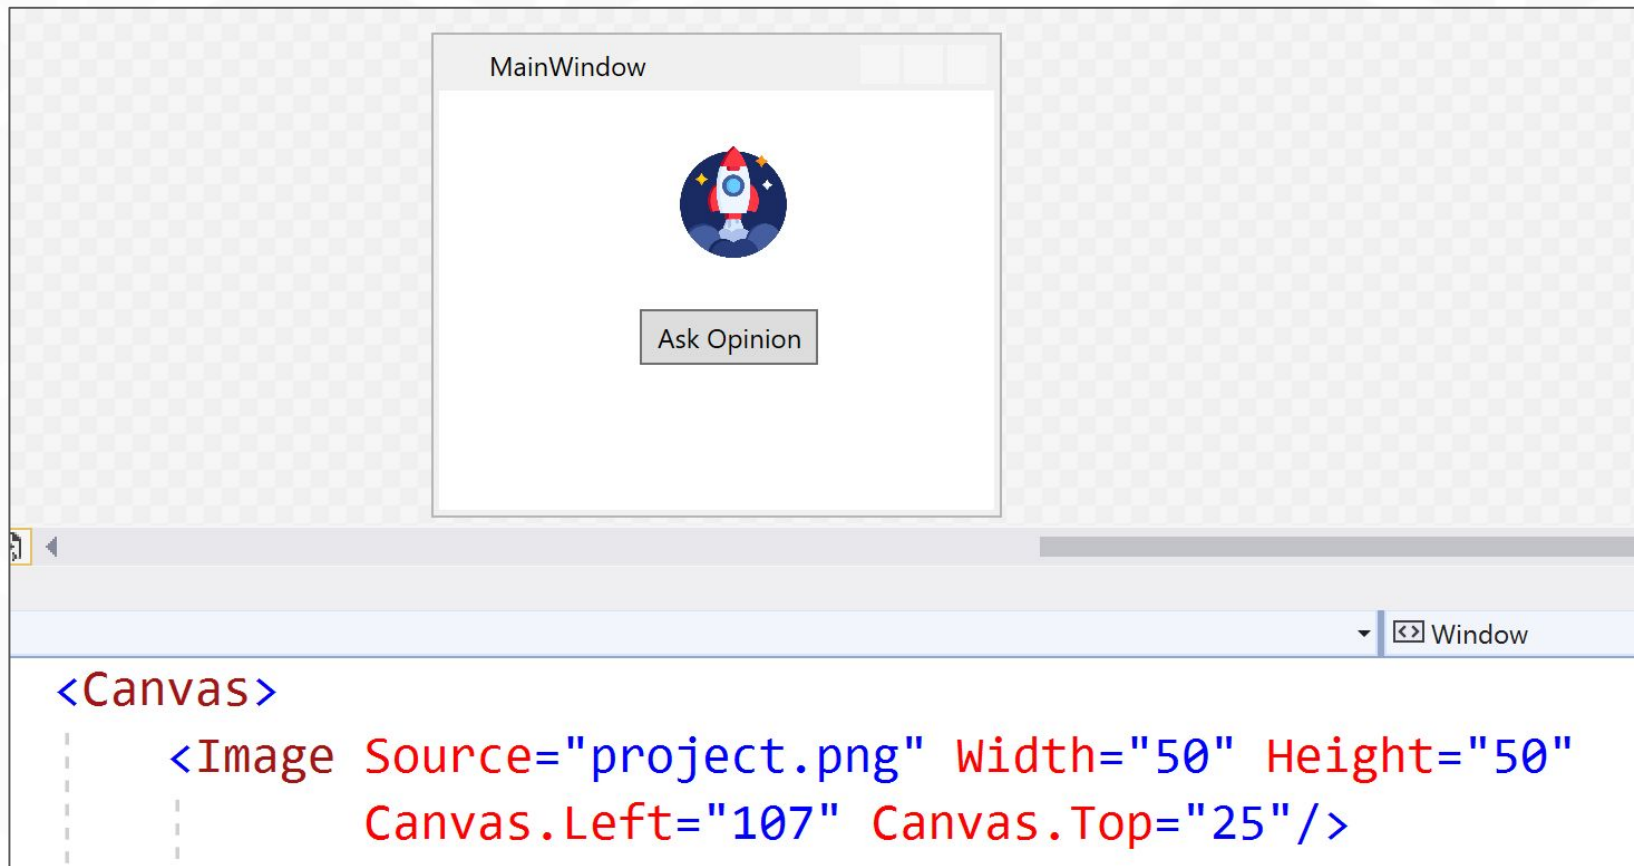 MainWindow
Ask Opinion
Window
<Canvas>
<Image Source="project.png" Width="50" Height="50"
Canvas.Left="107" Canvas.Top="25"/>